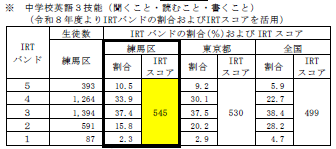 ※ 中学校英語３技能（聞くこと・読むこと・書くこと）
（令和８年度よりIRTバンドの割合およびIRTスコアを活用）
IRT バンド 生徒数 IRTバンドの割合(%)および IRT スコア
練馬区 練馬区 東京都 全国
割合 IRT スコア 割合 IRT スコア 割合 IRT スコア
5 393 10.5 545 9.2 530 5.9 499
4 1,264 33.9 30.1 22.7
3 1,394 37.4 37.5 38.4
2 591 15.8 20.2 28.2
1 87 2.3 2.9 4.7